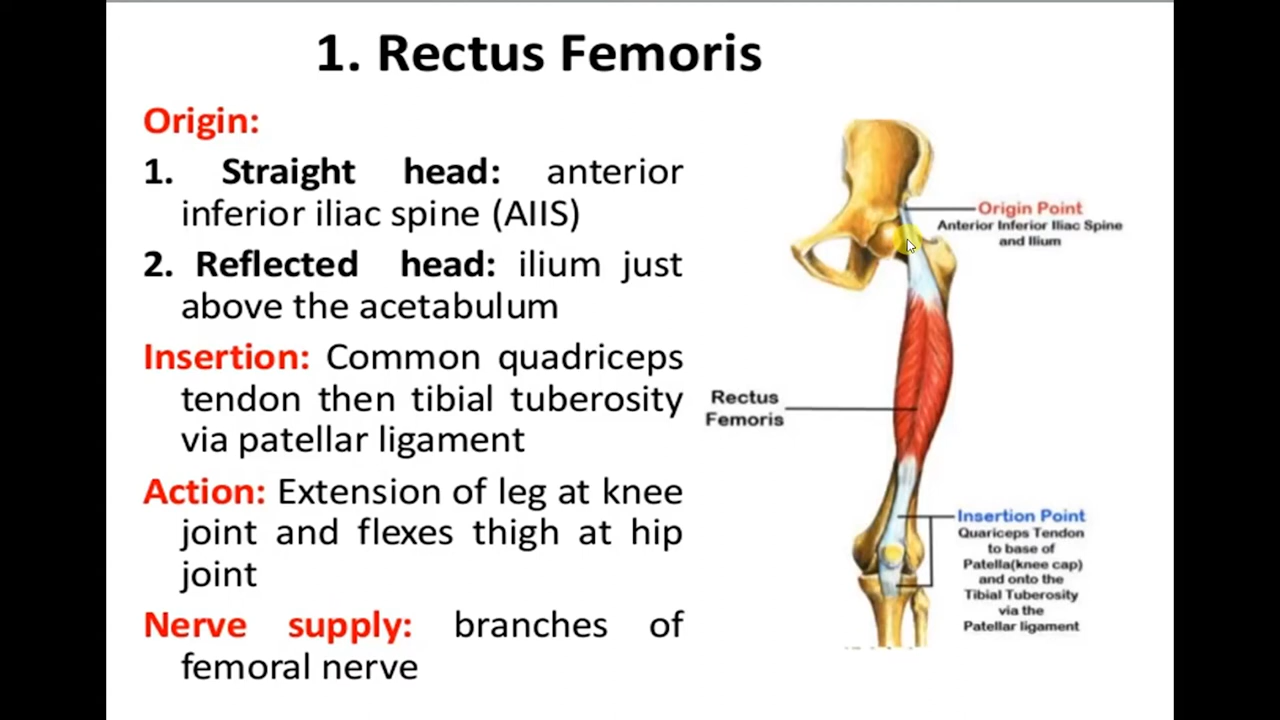 1. Rectus Femoris
Origin:
1. Straight head: anterior
inferior iliac spine (AIIS)
2. Reflected head: ilium just
above the acetabulum
Insertion: Common quadriceps
tendon then tibial tuberosity
via patellar ligament
Action: Extension of leg at knee
joint and flexes thigh at hip
joint
Nerve supply: branches of
femoral nerve
Origin Point
Anterior Inferior Iliac Spine
and Ilium
Rectus
Femoris
Insertion Point
Quariceps Tendon
to base of
Patella(knee cap)
and onto the
Tibial Tuberosity
via the
Patellar ligament